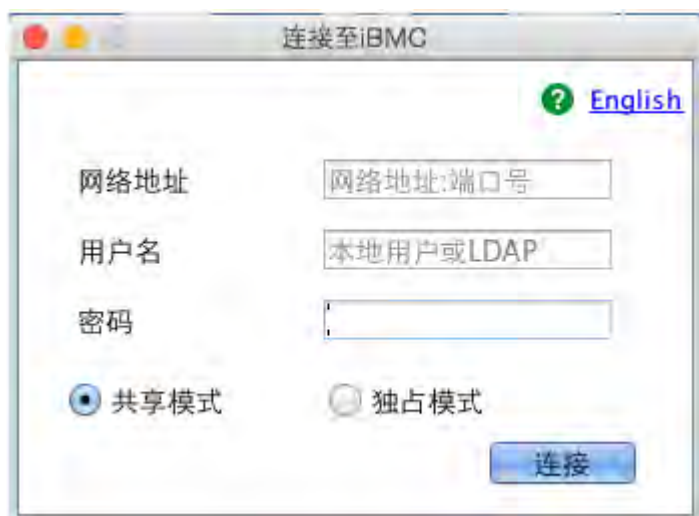 连接至iBMC
? English
网络地址 网络地址:端口号
用户名 本地用户或LDAP
密码
共享模式 独占模式
连接